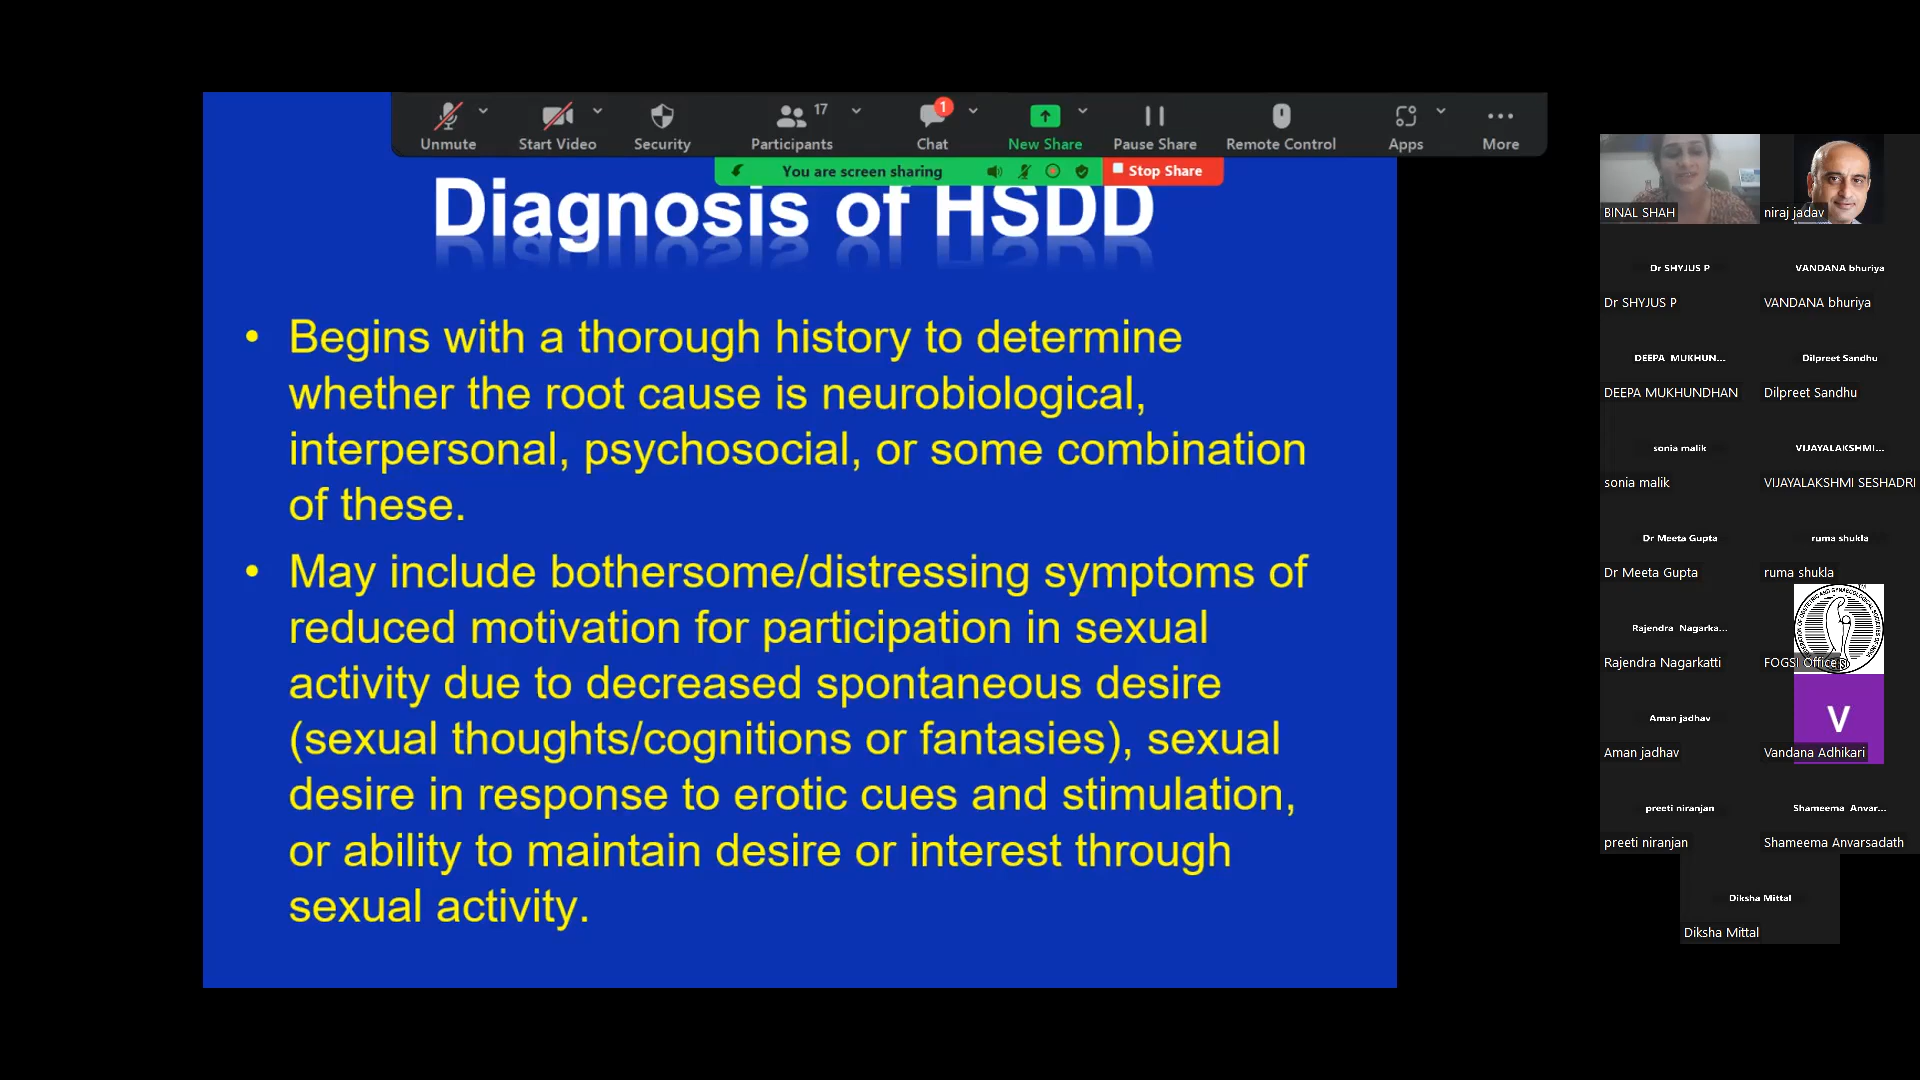 17
1
Unmute
Start Video
Security
Participants
Chat
New Share
Pause Share
Remote Control
Apps
More
You are screen sharing
Stop Share
Diagnosis of HSDD
• Begins with a thorough history to determine
whether the root cause is neurobiological,
interpersonal, psychosocial, or some combination
of these.
• May include bothersome/distressing symptoms of
reduced motivation for participation in sexual
activity due to decreased spontaneous desire
(sexual thoughts/cognitions or fantasies), sexual
desire in response to erotic cues and stimulation,
or ability to maintain desire or interest through
sexual activity.
BINAL SHAH
niraj jadav
Dr SHYJUS P
VANDANA bhuriya
Dr SHYJUS P
VANDANA bhuriya
DEEPA MUKHUN...
Dilpreet Sandhu
DEEPA MUKHUNDHAN
Dilpreet Sandhu
sonia malik
VIJAYALAKSHMI...
sonia malik
VIJAYALAKSHMI SESHADRI
Dr Meeta Gupta
ruma shukla
Dr Meeta Gupta
ruma shukla
Rajendra Nagarka...
Rajendra Nagarkatti
FOGSI Office
Aman jadhav
V
Aman jadhav
Vandana Adhikari
preeti niranjan
Shameema Anvar...
preeti niranjan
Shameema Anvarsadath
Diksha Mittal
Diksha Mittal